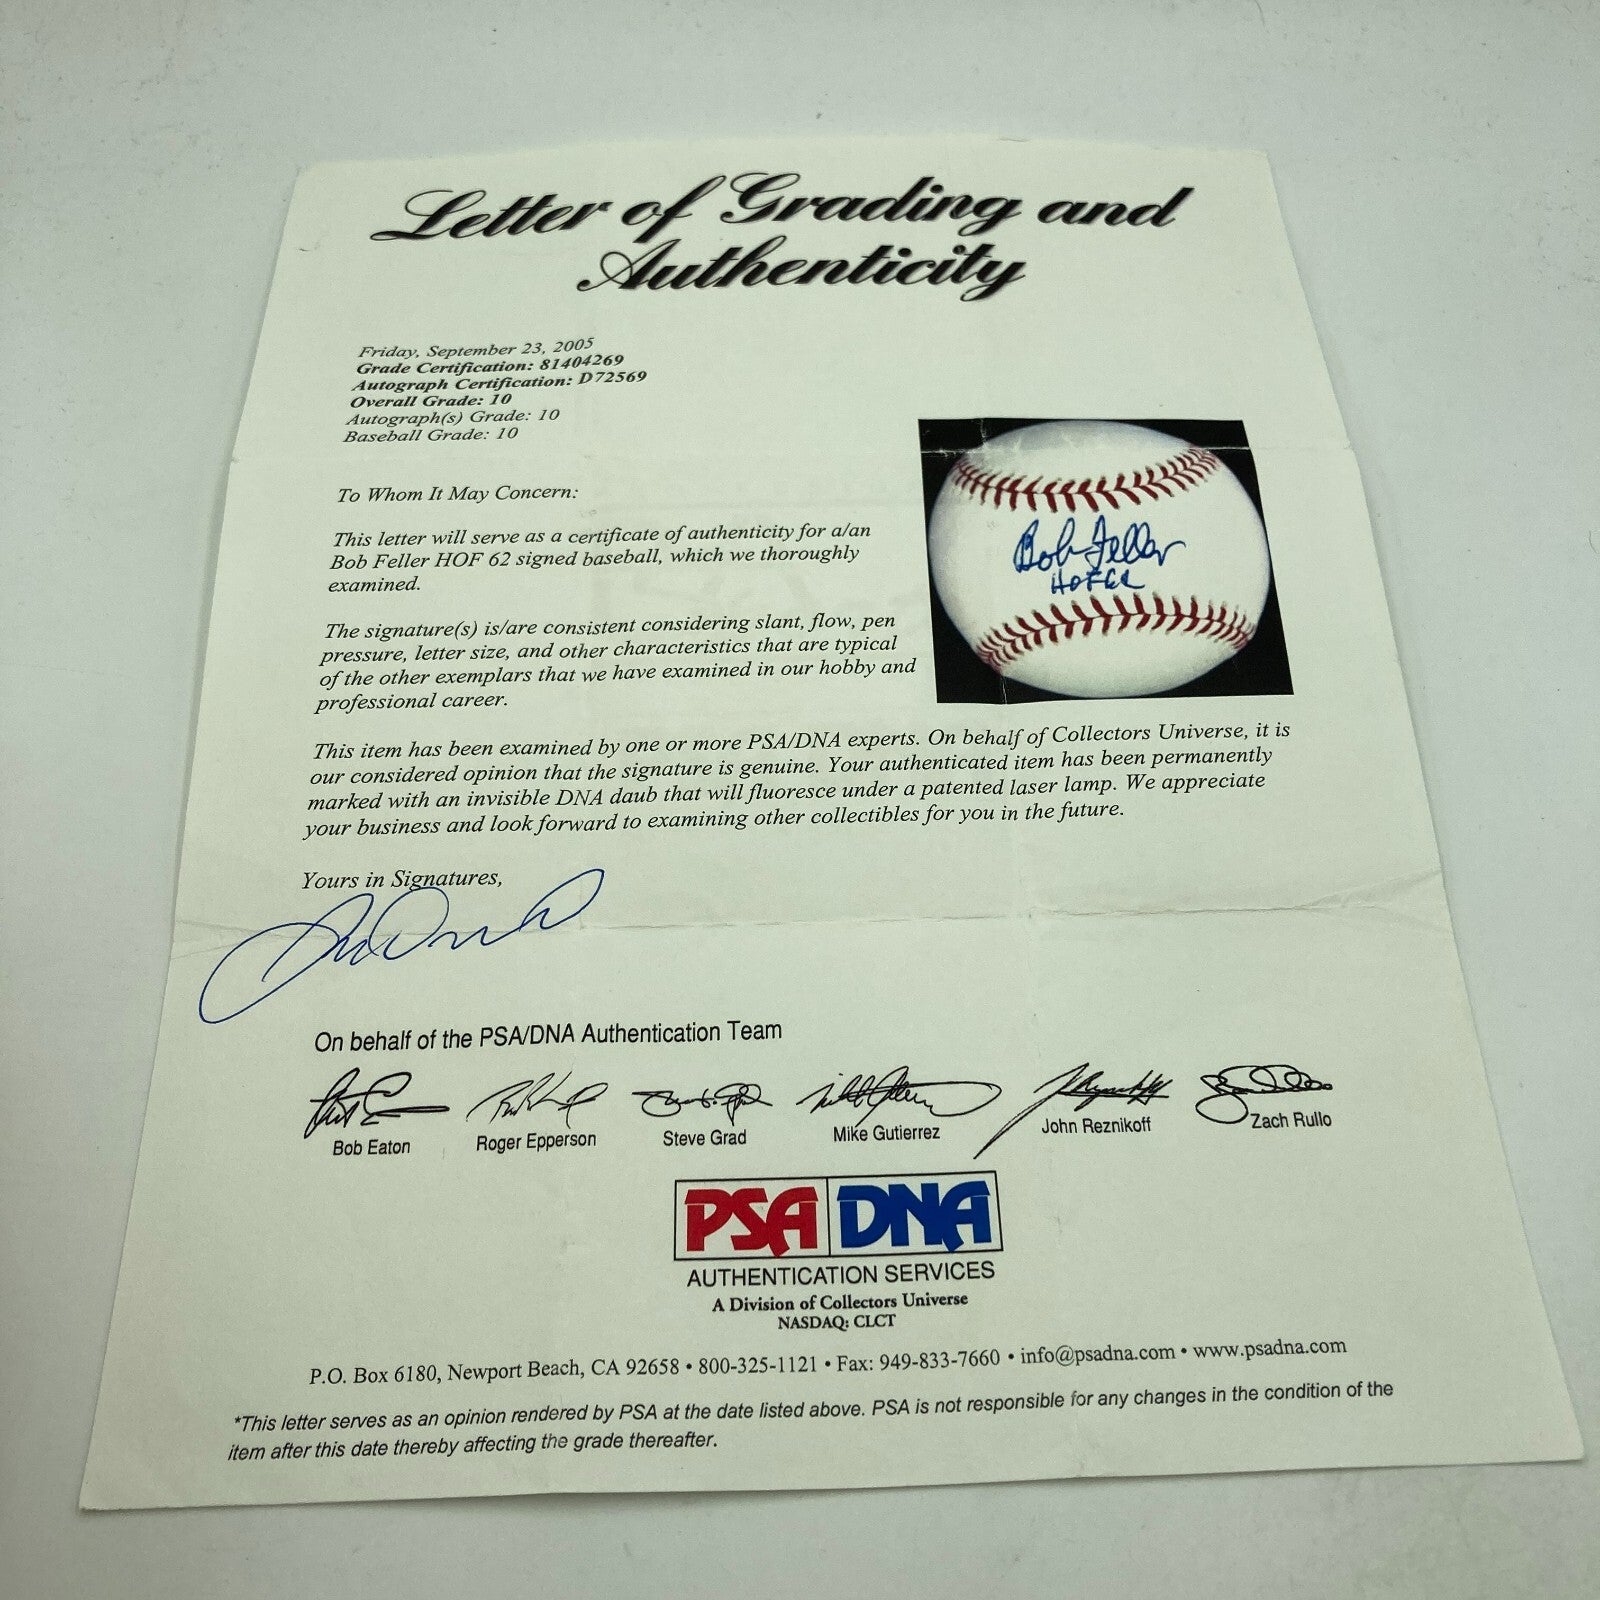 Letter of Grading and
Authenticity
Friday, September 23, 2005
Grade Certification: 81404269
Autograph Certification: D72569
Overall Grade: 10
Autograph(s) Grade: 10
Baseball Grade: 10
To Whom It May Concern:
This letter will serve as a certificate of authenticity for a/an
Bob Feller HOF 62 signed baseball, which we thoroughly
examined.
Bob Feller
HOF 62
The signature(s) is/are consistent considering slant, flow, pen
pressure, letter size, and other characteristics that are typical
of the other exemplars that we have examined in our hobby and
professional career.
This item has been examined by one or more PSA/DNA experts. On behalf of Collectors Universe, it is
our considered opinion that the signature is genuine. Your authenticated item has been permanently
marked with an invisible DNA daub that will fluoresce under a patented laser lamp. We appreciate
your business and look forward to examining other collectibles for you in the future.
Yours in Signatures,
On behalf of the PSA/DNA Authentication Team
Bob Eaton Roger Epperson Steve Grad Mike Gutierrez John Reznikoff Zach Rullo
PSA DNA
AUTHENTICATION SERVICES
A Division of Collectors Universe
NASDAQ: CLCT
P.O. Box 6180, Newport Beach, CA 92658 • 800-325-1121 • Fax: 949-833-7660 • info@psadna.com • www.psadna.com
*This letter serves as an opinion rendered by PSA at the date listed above. PSA is not responsible for any changes in the condition of the
item after this date thereby affecting the grade thereafter.